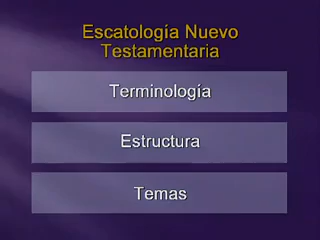 Escatología Nuevo
Testamentaria
Terminología
Estructura
Temas